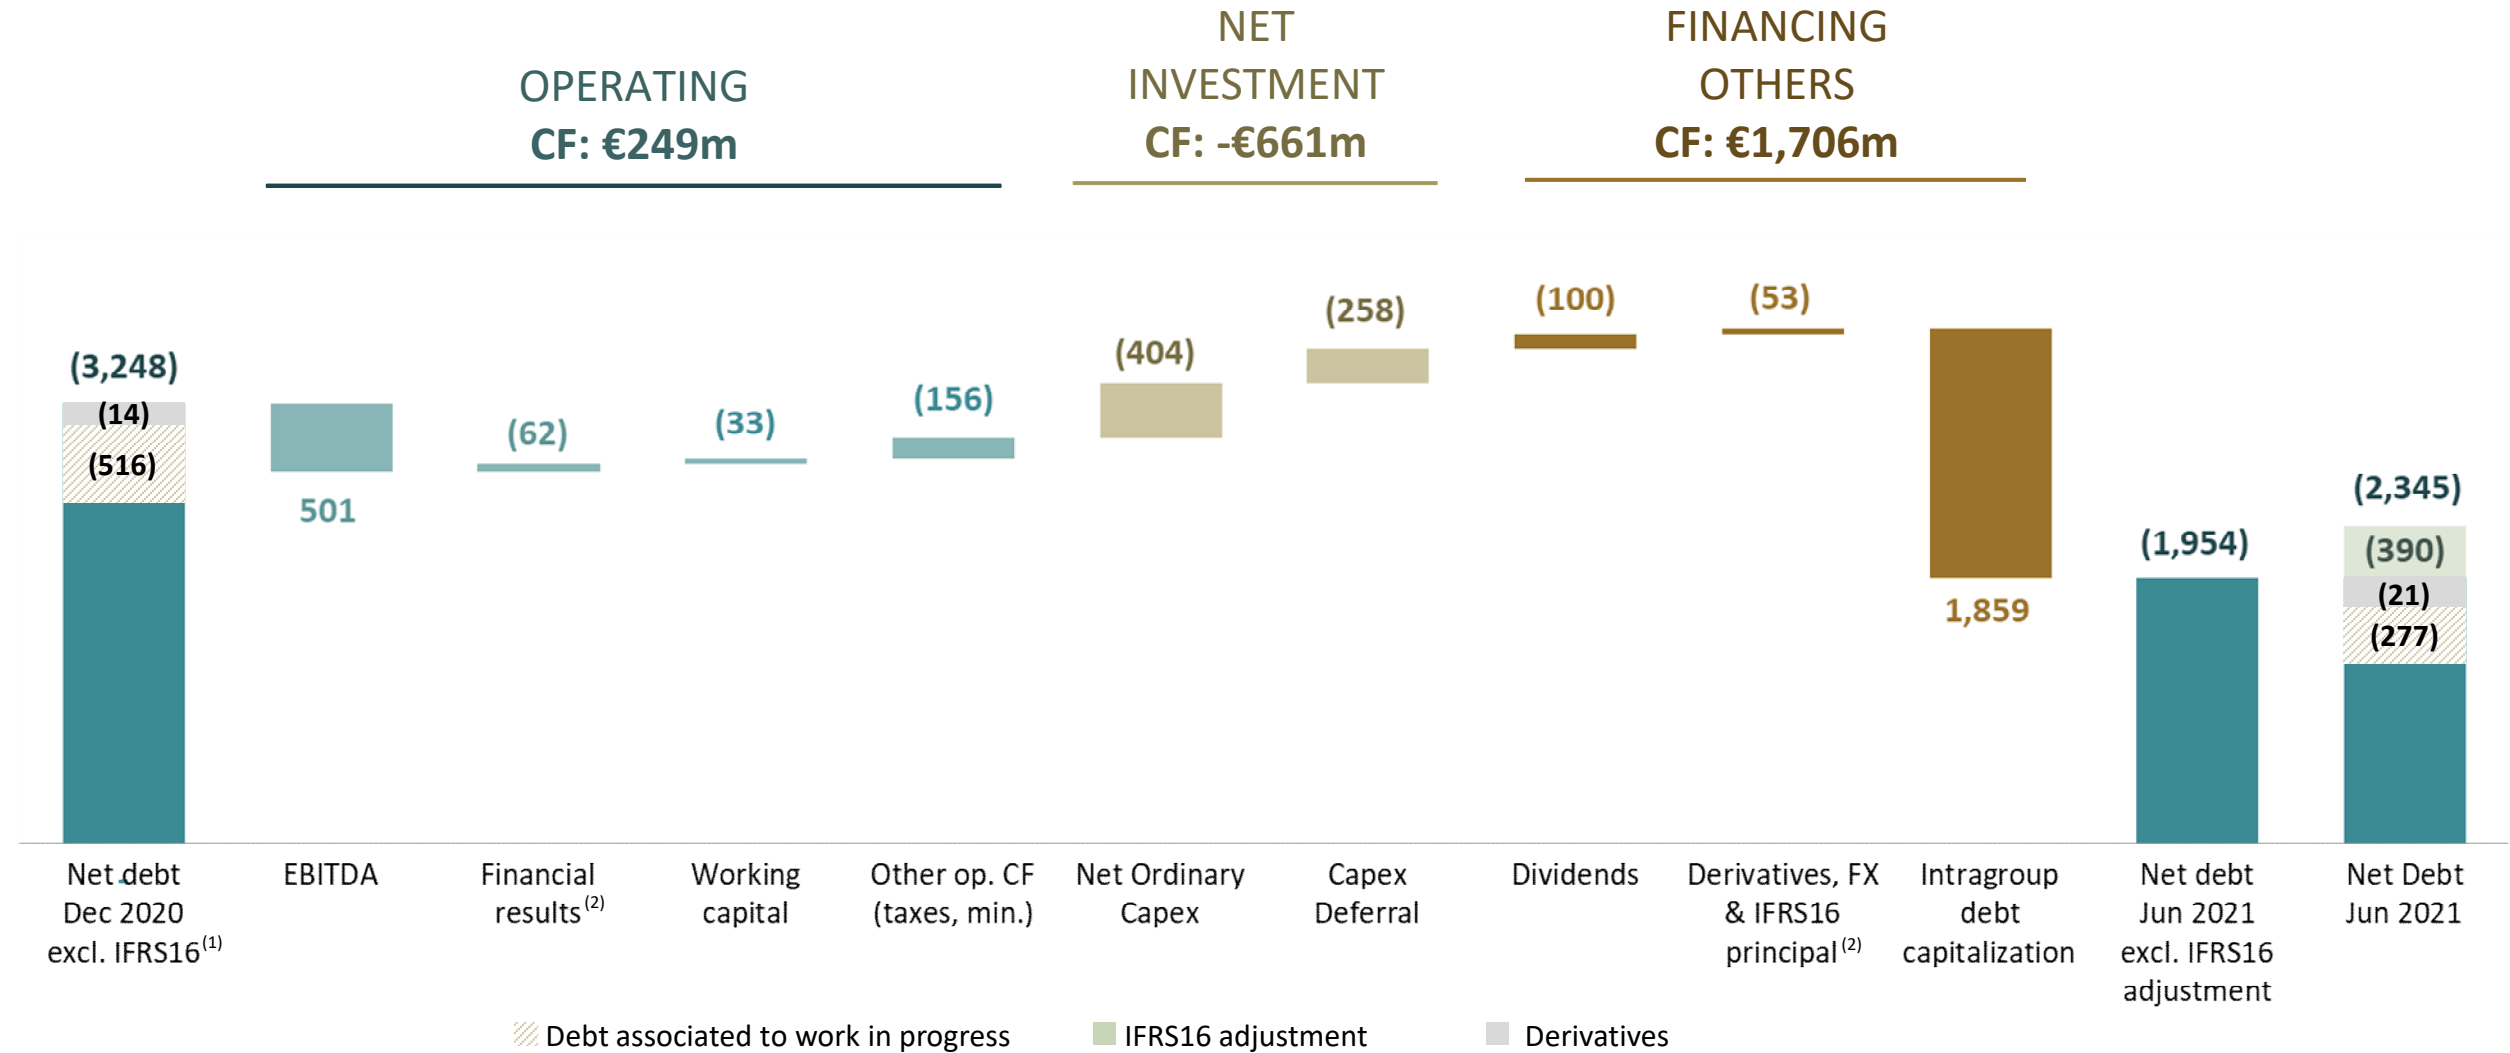 OPERATING
CF: €249m
NET
INVESTMENT
CF: -€661m
FINANCING
OTHERS
CF: €1,706m
(3,248)
(14)
(516)
501
(62)
(33)
(156)
(404)
(258)
(100)
(53)
1,859
(1,954)
(2,345)
(390)
(21)
(277)
Net debt
Dec 2020
excl. IFRS16(1)
EBITDA
Financial
results(2)
Working
capital
Other op. CF
(taxes, min.)
Net Ordinary
Capex
Capex
Deferral
Dividends
Derivatives, FX
& IFRS16
principal(2)
Intragroup
debt
capitalization
Net debt
Jun 2021
excl. IFRS16
adjustment
Net Debt
Jun 2021
Debt associated to work in progress
IFRS16 adjustment
Derivatives